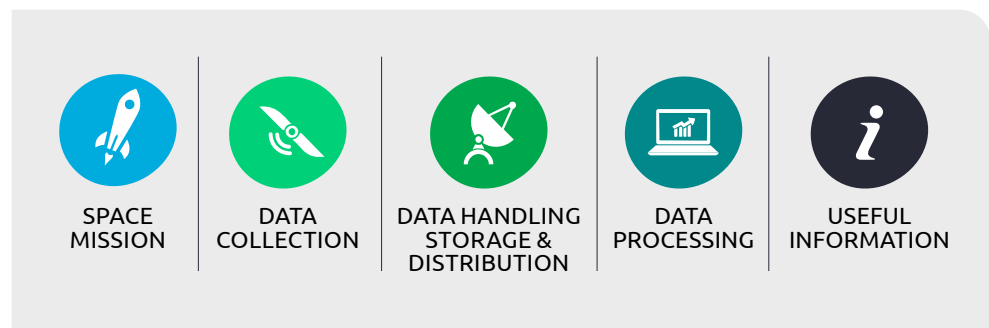 SPACE
MISSION
DATA
COLLECTION
DATA HANDLING
STORAGE &
DISTRIBUTION
DATA
PROCESSING
USEFUL
INFORMATION